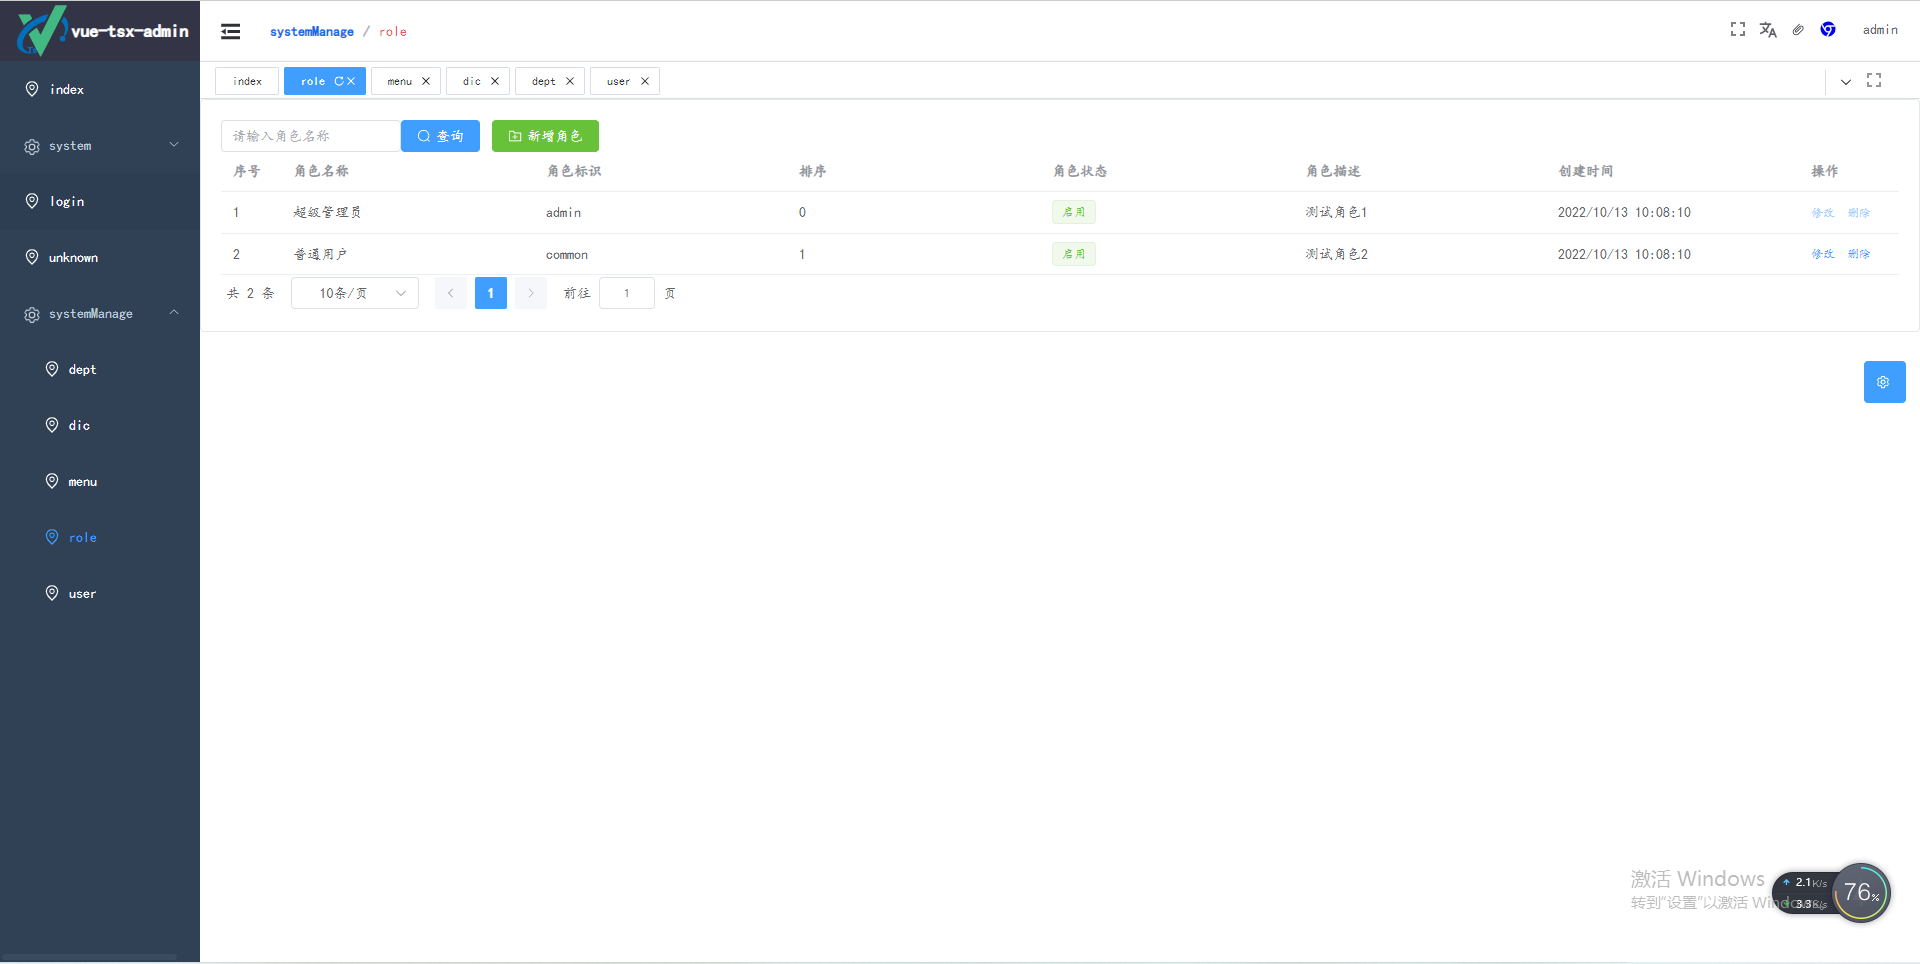 vue-tsx-admin
systemManage / role
admin
index
role
menu
dic
dept
user
index
system
login
unknown
systemManage
dept
dic
menu
role
user
请输入角色名称
查询
新增角色
序号 角色名称 角色标识 排序 角色状态 角色描述 创建时间 操作
1 超级管理员 admin 0 启用 测试角色1 2022/10/13 10:08:10 修改 删除
2 普通用户 common 1 启用 测试角色2 2022/10/13 10:08:10 修改 删除
共 2 条 10条/页 1 前往 1 页
激活 Windows
转到“设置”以激活 Windows。
2.1K/s
3.3K/s
76%